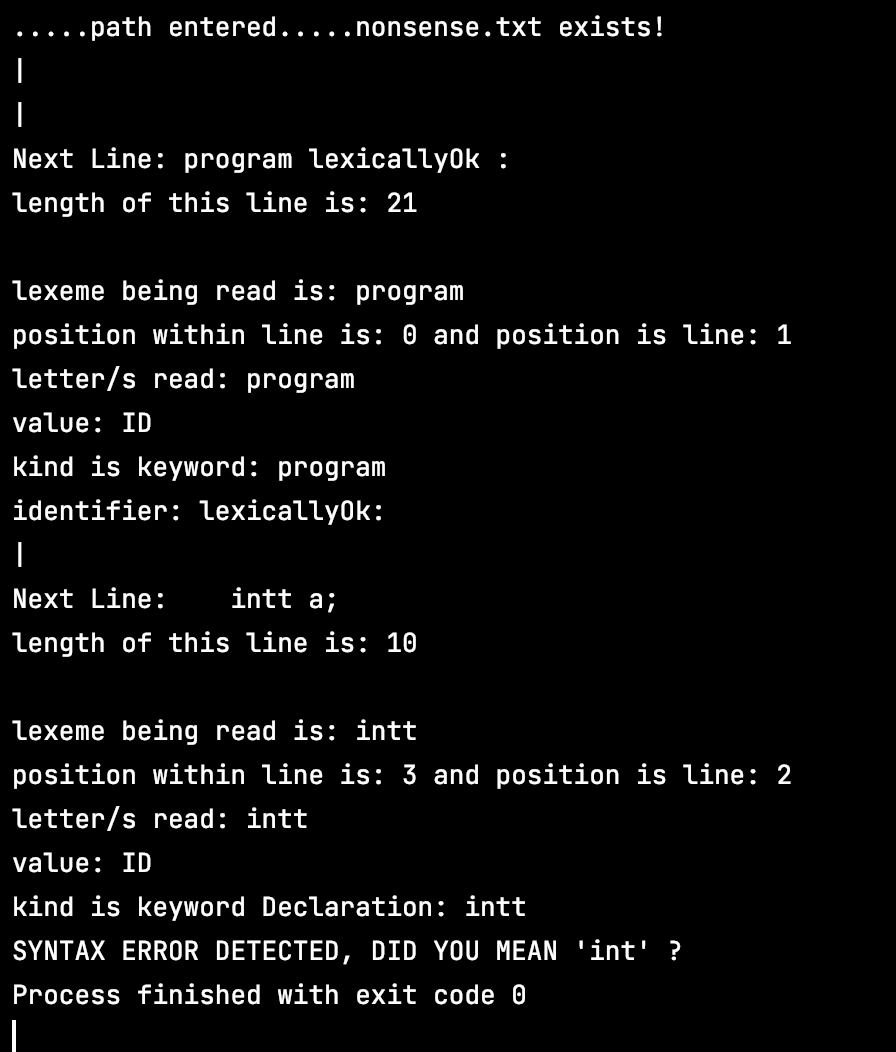 .....path entered.....nonsense.txt exists!
|
|
Next Line: program lexicallyOk :
length of this line is: 21

lexeme being read is: program
position within line is: 0 and position is line: 1
letter/s read: program
value: ID
kind is keyword: program
identifier: lexicallyOk:
|
Next Line:    intt a;
length of this line is: 10

lexeme being read is: intt
position within line is: 3 and position is line: 2
letter/s read: intt
value: ID
kind is keyword Declaration: intt
SYNTAX ERROR DETECTED, DID YOU MEAN 'int' ?
Process finished with exit code 0